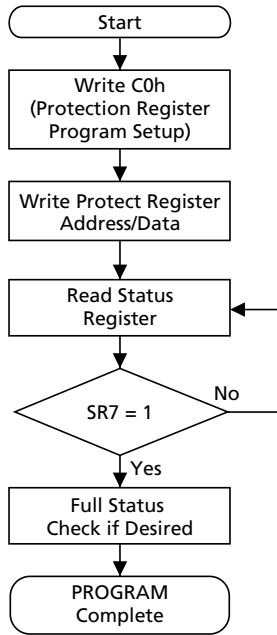 Start
Write C0h
(Protection Register
Program Setup)
Write Protect Register
Address/Data
Read Status
Register
SR7 = 1
No
Yes
Full Status
Check if Desired
PROGRAM
Complete